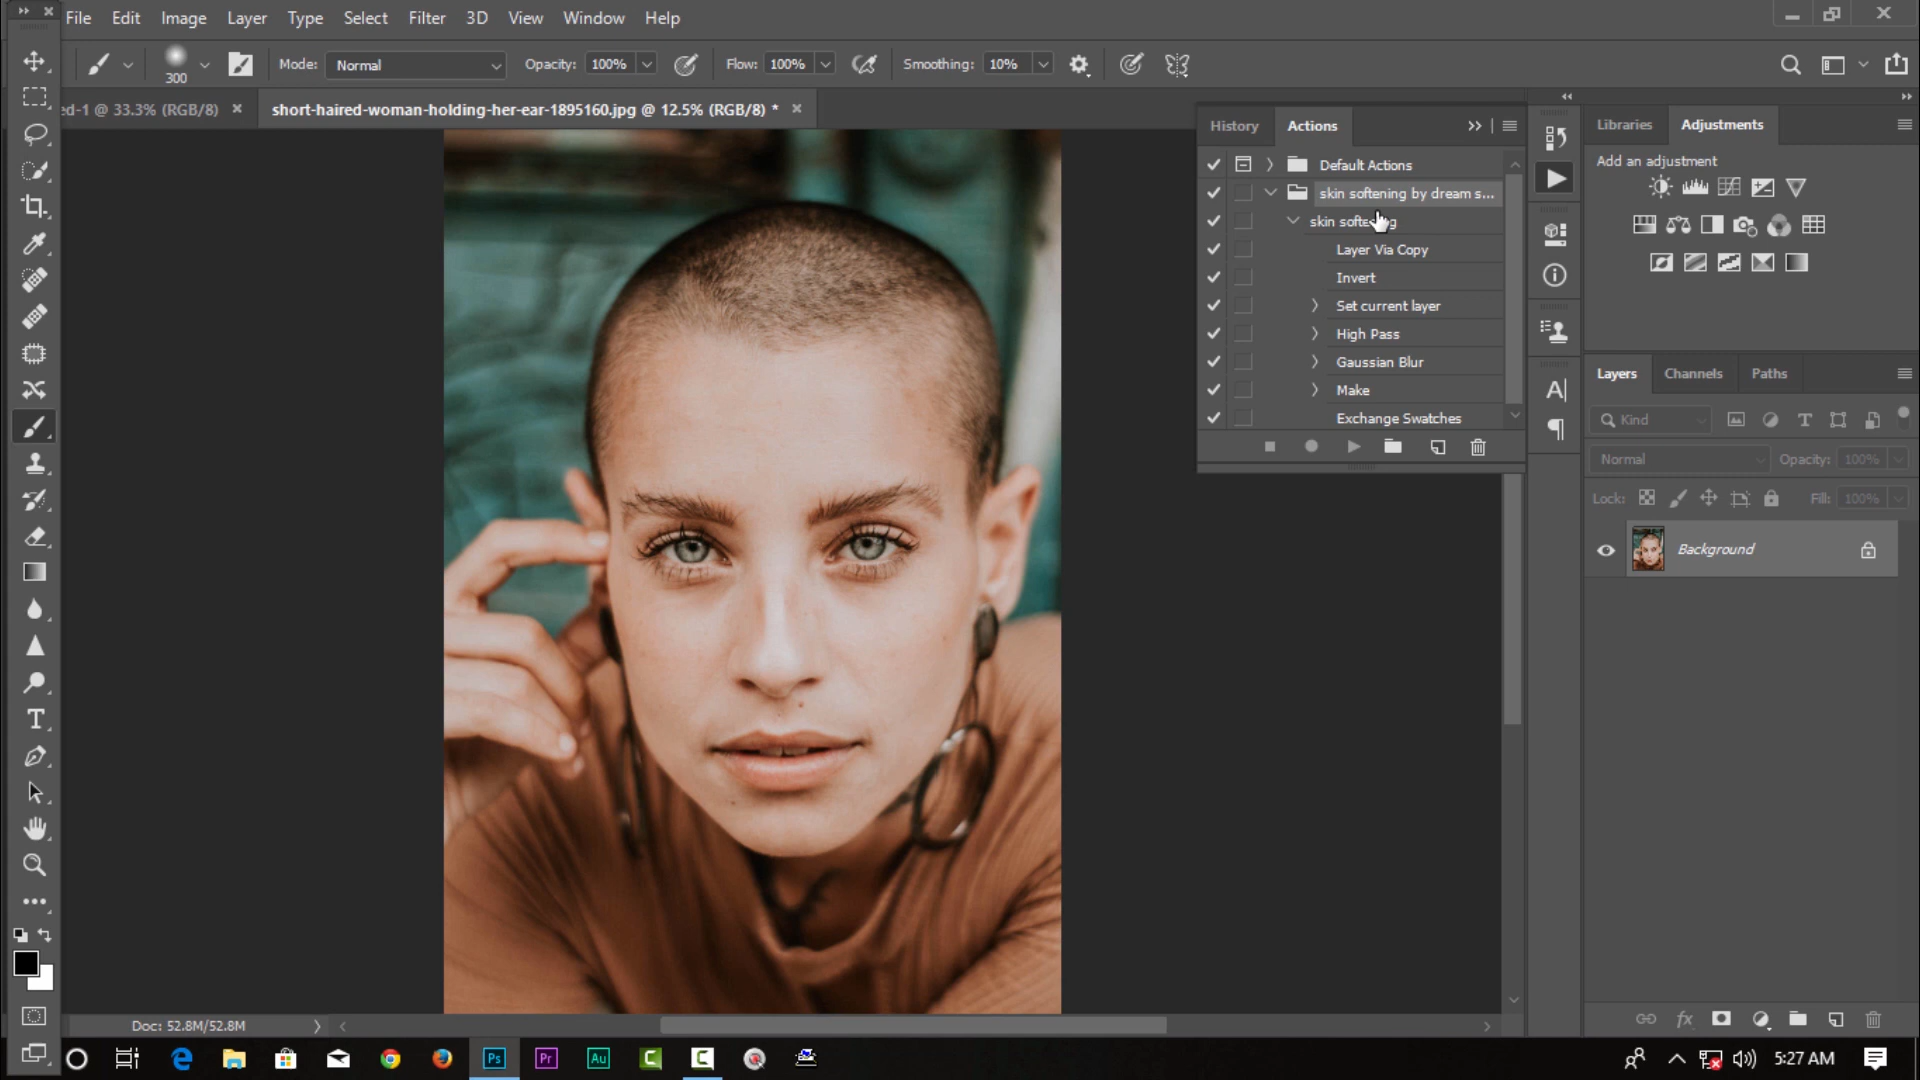 File Edit Image Layer Type Select Filter 3D View Window Help
300 Mode: Normal Opacity: 100% Flow: 100% Smoothing: 10%
ed-1 @ 33.3% (RGB/8) × short-haired-woman-holding-her-ear-1895160.jpg @ 12.5% (RGB/8) * ×
History Actions
Default Actions
skin softening by dream s...
skin softening
Layer Via Copy
Invert
Set current layer
High Pass
Gaussian Blur
Make
Exchange Swatches
Libraries Adjustments
Add an adjustment
Layers Channels Paths
Kind
Normal Opacity: 100%
Lock: Fill: 100%
Background
Doc: 52.8M/52.8M
Ps Pr Au
5:27 AM